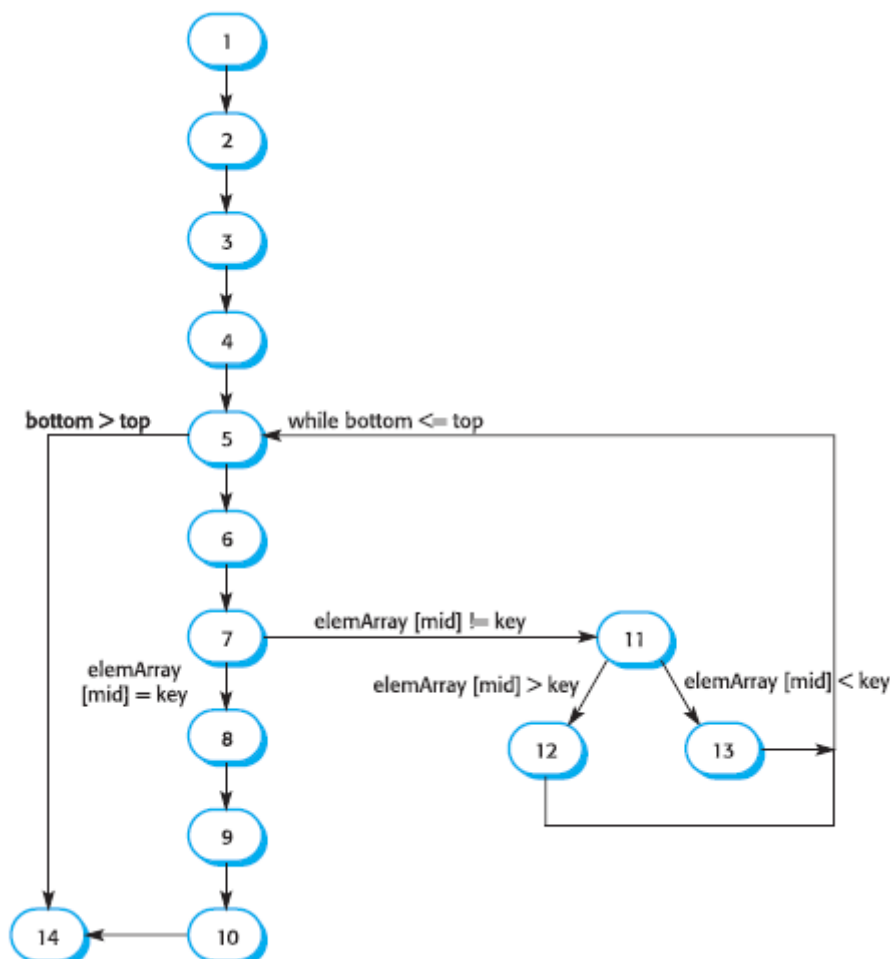 1
2
3
4
bottom > top
while bottom <= top
5
6
elemArray [mid] != key
7
11
elemArray
[mid] = key
elemArray [mid] > key
elemArray [mid] < key
8
12
13
9
14
10